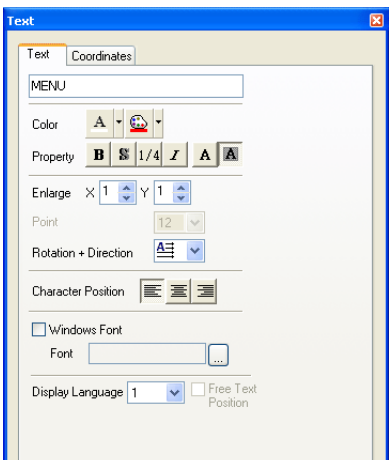 Text
Text Coordinates
MENU
Color A
Property B S 1/4 I A A
Enlarge X 1 Y 1
Point 12
Rotation + Direction A
Character Position
Windows Font
Font ...
Display Language 1 Free Text
Position